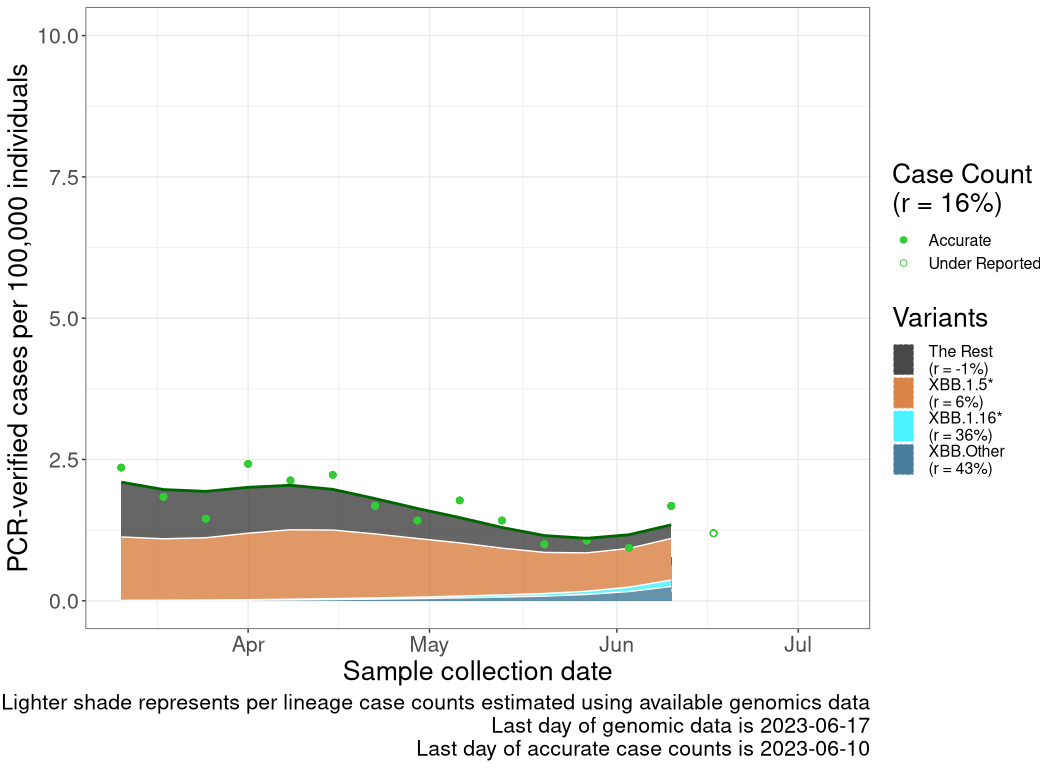 PCR-verified cases per 100,000 individuals
10.0
7.5
5.0
2.5
0.0
Apr
May
Jun
Jul
Sample collection date
Case Count
(r = 16%)
Accurate
Under Reported
Variants
The Rest
(r = -1%)
XBB.1.5*
(r = 6%)
XBB.1.16*
(r = 36%)
XBB.Other
(r = 43%)
Lighter shade represents per lineage case counts estimated using available genomics data
Last day of genomic data is 2023-06-17
Last day of accurate case counts is 2023-06-10